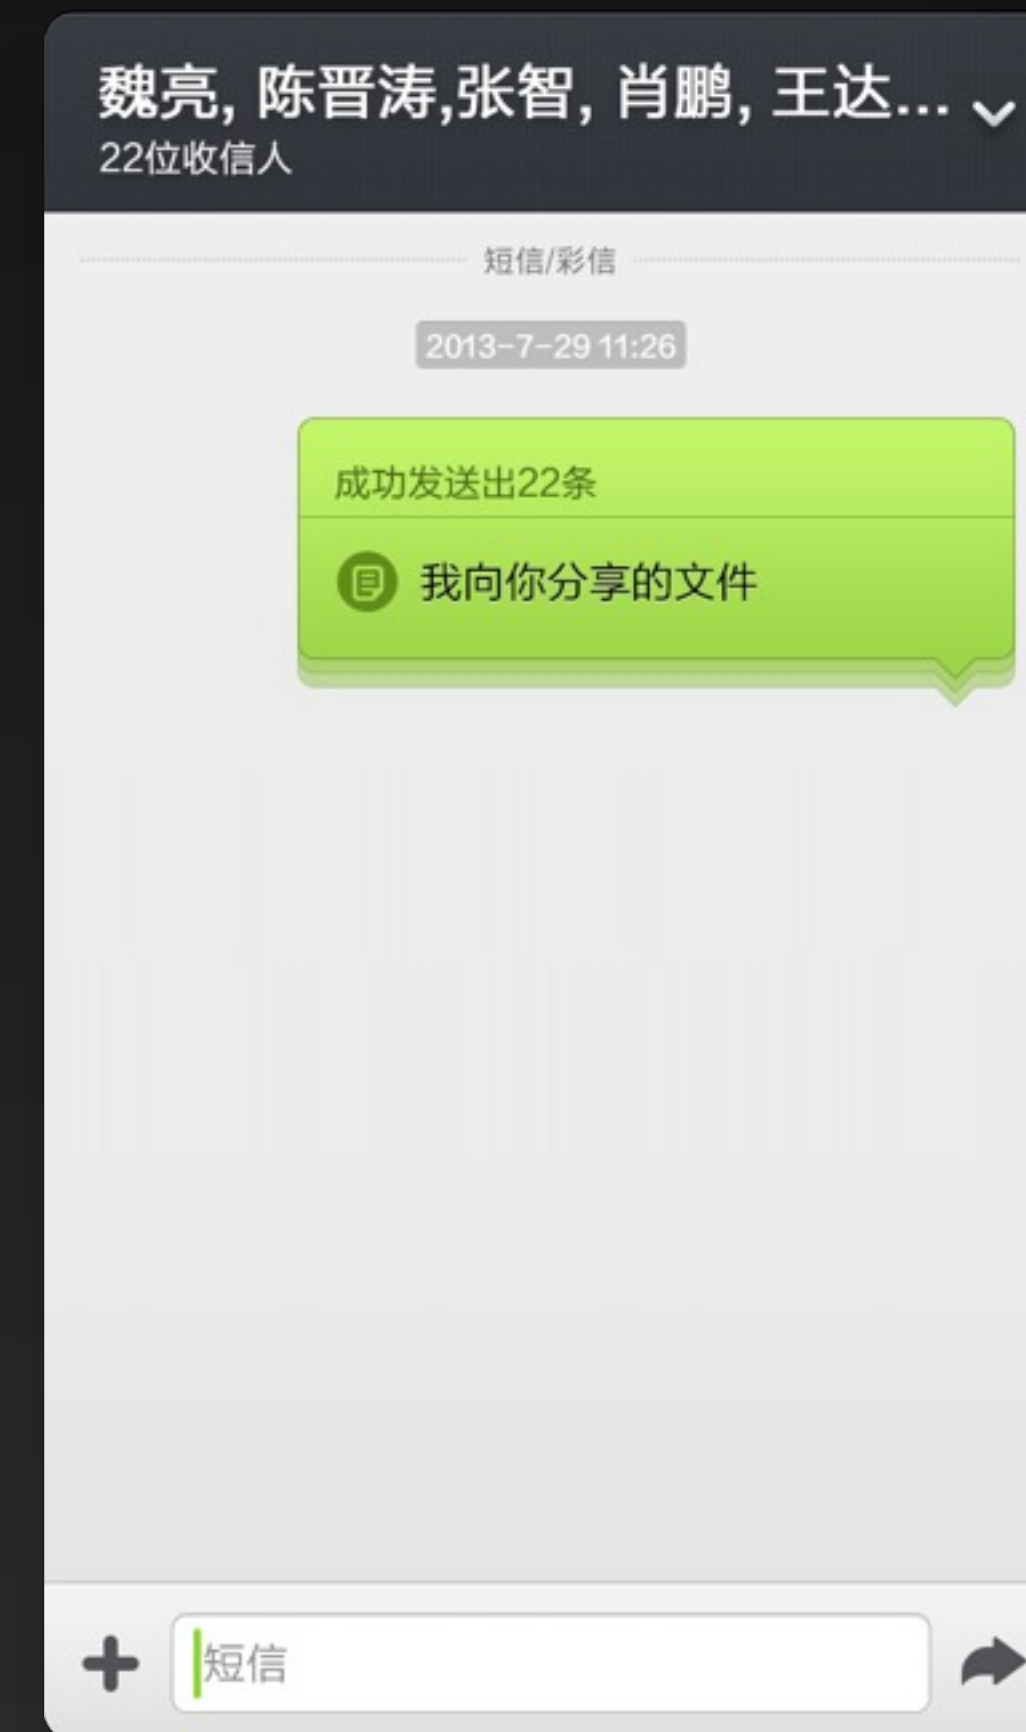 魏亮, 陈晋涛,张智, 肖鹏, 王达...
22位收信人
短信/彩信
2013-7-29 11:26
成功发送出22条
我向你分享的文件
短信